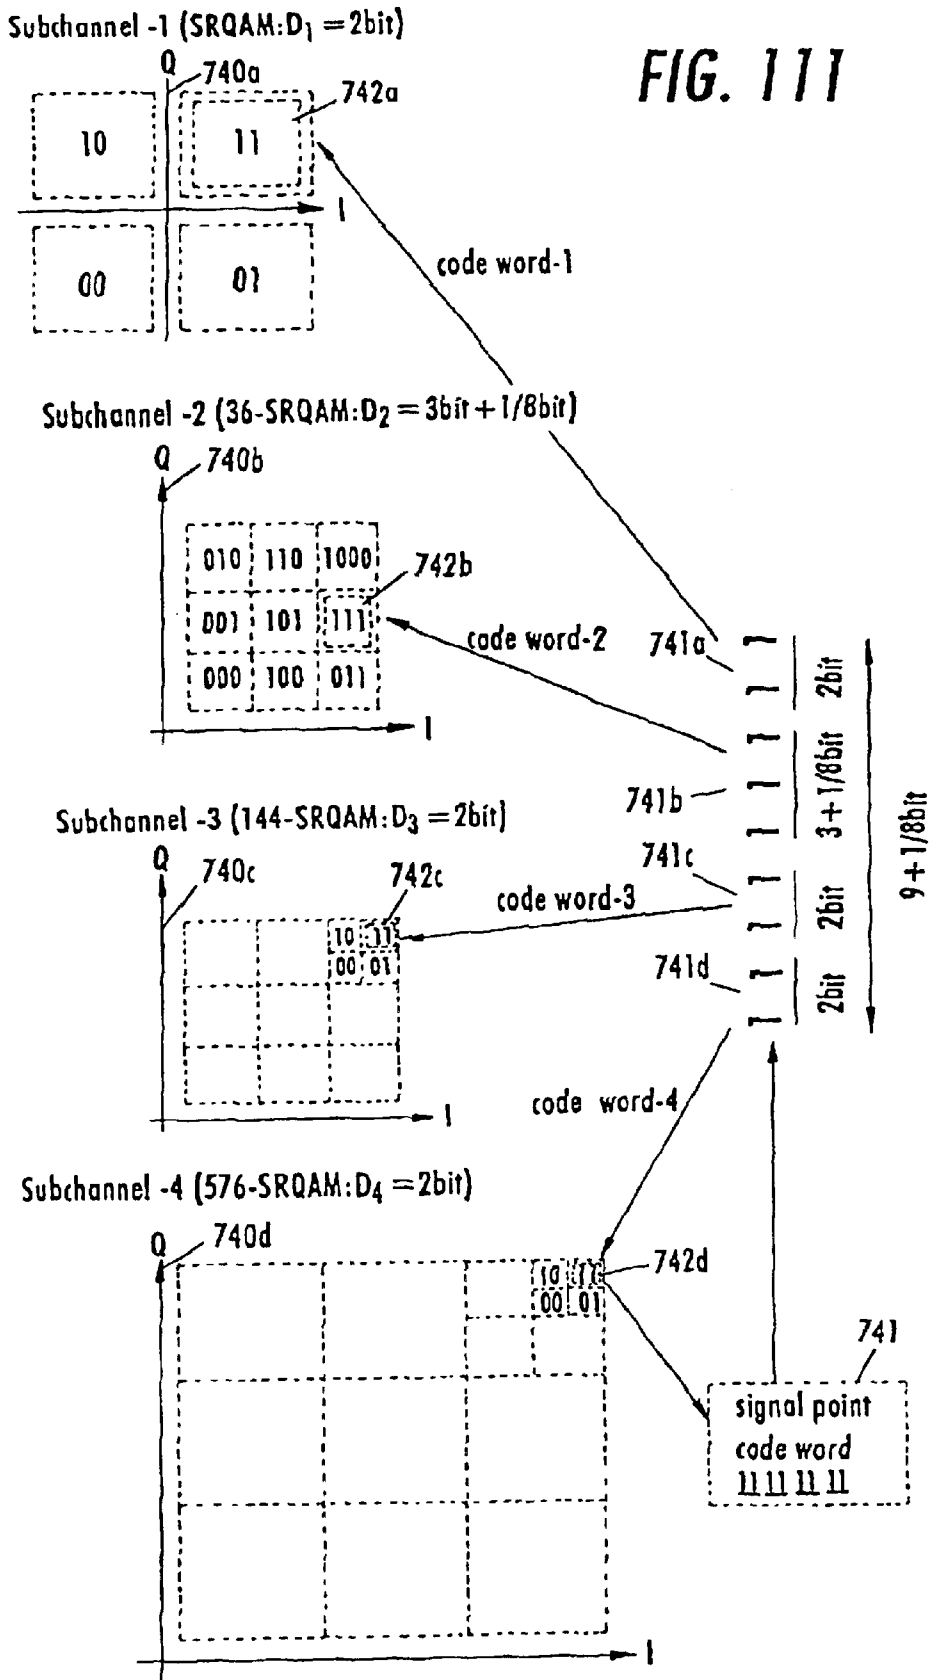 Subchannel -1 (SRQAM:D1 = 2bit)
FIG. 111
Q
740a
742a
10
11
I
00
01
code word-1
Subchannel -2 (36-SRQAM:D2 = 3bit + 1/8bit)
Q
740b
010 110 1000
742b
001 101 111
000 100 011
I
code word-2
741a
1
1
2bit
1
741b
1
1
3+1/8bit
741c
1
1
2bit
741d
1
1
2bit
9+1/8bit
Subchannel -3 (144-SRQAM:D3 = 2bit)
Q
740c
742c
10 11
00 01
code word-3
I
code word-4
Subchannel -4 (576-SRQAM:D4 = 2bit)
Q
740d
10 11
742d
00 01
I
741
signal point
code word
11 11 11 11